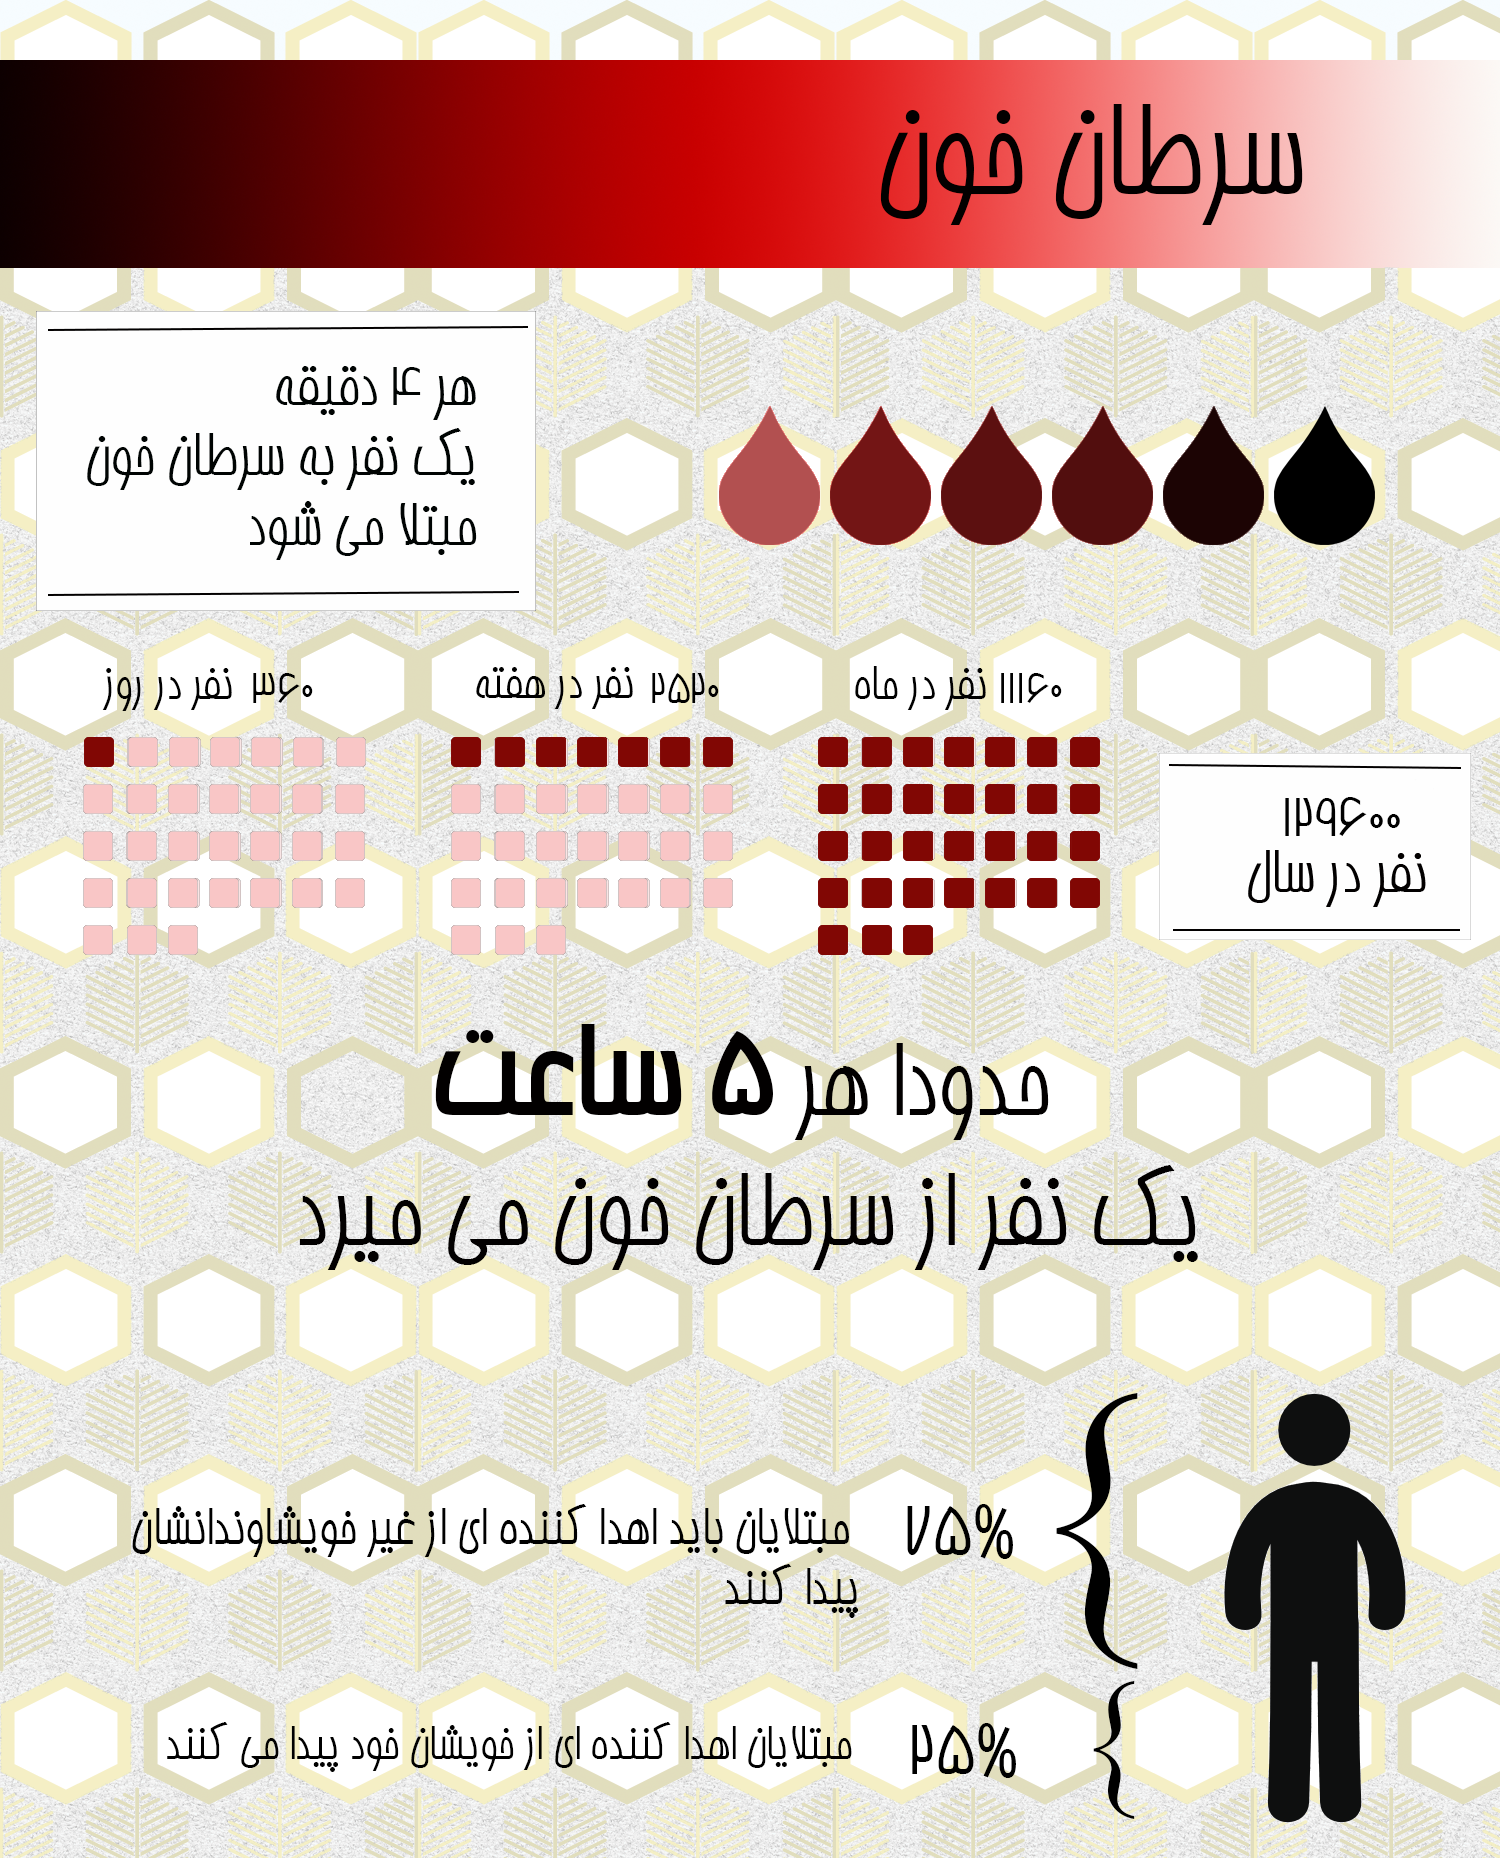 سرطان خون
هر ۴ دقیقه
یک نفر به سرطان خون
مبتلا می شود
۱۱۱۶۰ نفر در ماه
۲۵۲۰ نفر در هفته
۳۶۰ نفر در روز
۱۲۹۶۰۰
نفر در سال
حدودا هر ۵ ساعت
یک نفر از سرطان خون می میرد
۷۵% مبتلایان باید اهدا کننده ای از غیر خویشاوندانشان
پیدا کنند
۲۵% مبتلایان اهدا کننده ای از خویشان خود پیدا می کنند